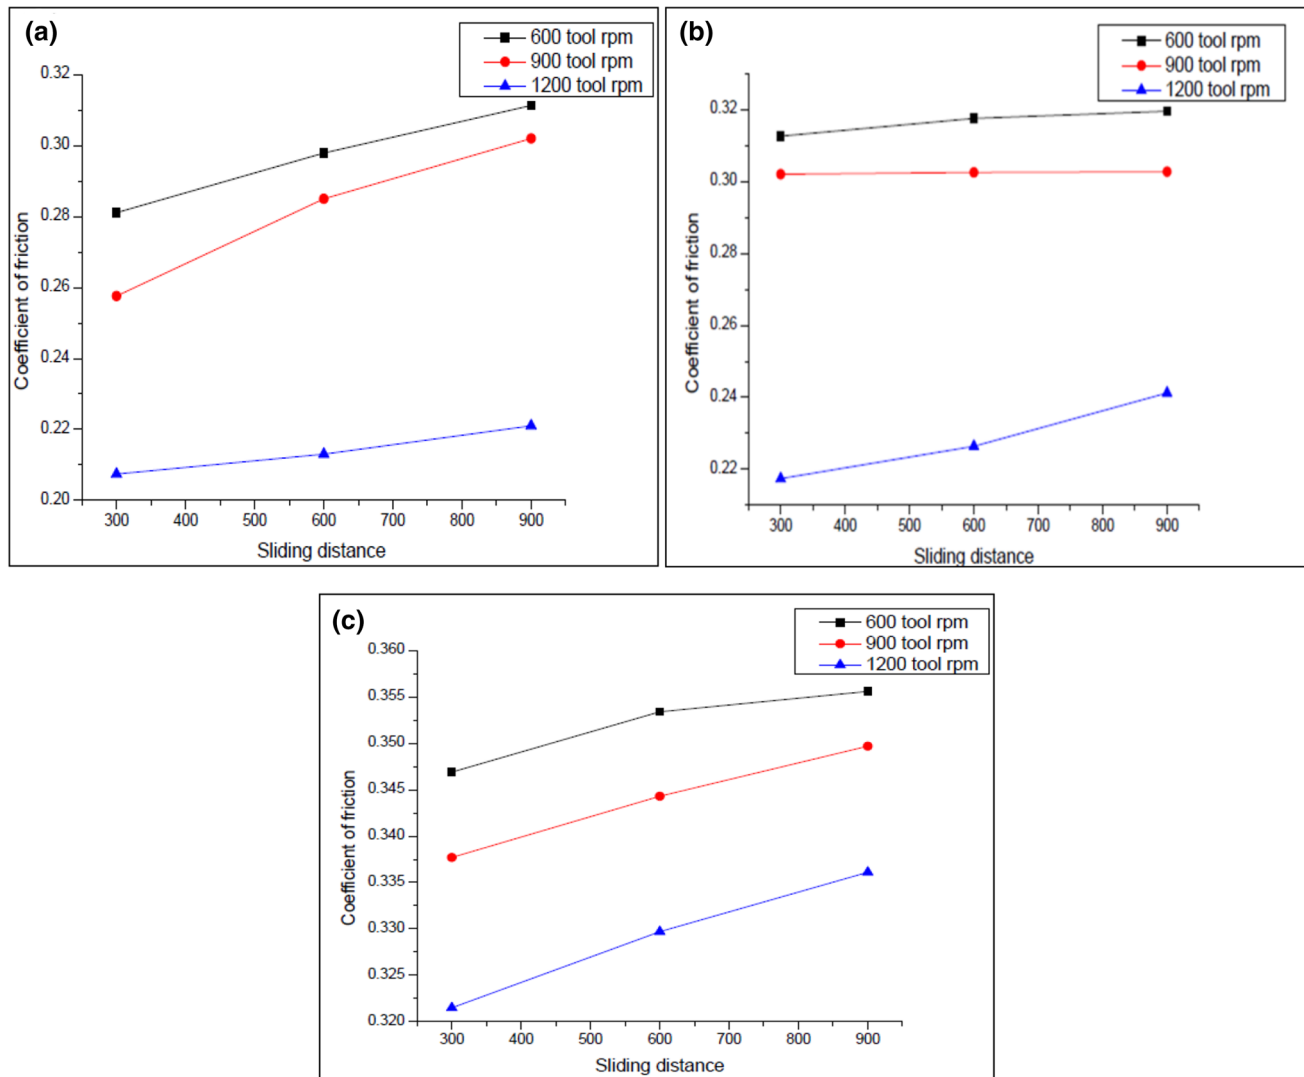 (a)
600 tool rpm
900 tool rpm
1200 tool rpm
0.32
0.30
0.28
0.26
0.24
0.22
0.20
Coefficient of friction
300 400 500 600 700 800 900
Sliding distance
(b)
600 tool rpm
900 tool rpm
1200 tool rpm
0.32
0.30
0.28
0.26
0.24
0.22
Coefficient of friction
300 400 500 600 700 800 900
Sliding distance
(c)
600 tool rpm
900 tool rpm
1200 tool rpm
0.360
0.355
0.350
0.345
0.340
0.335
0.330
0.325
0.320
Coefficient of friction
300 400 500 600 700 800 900
Sliding distance